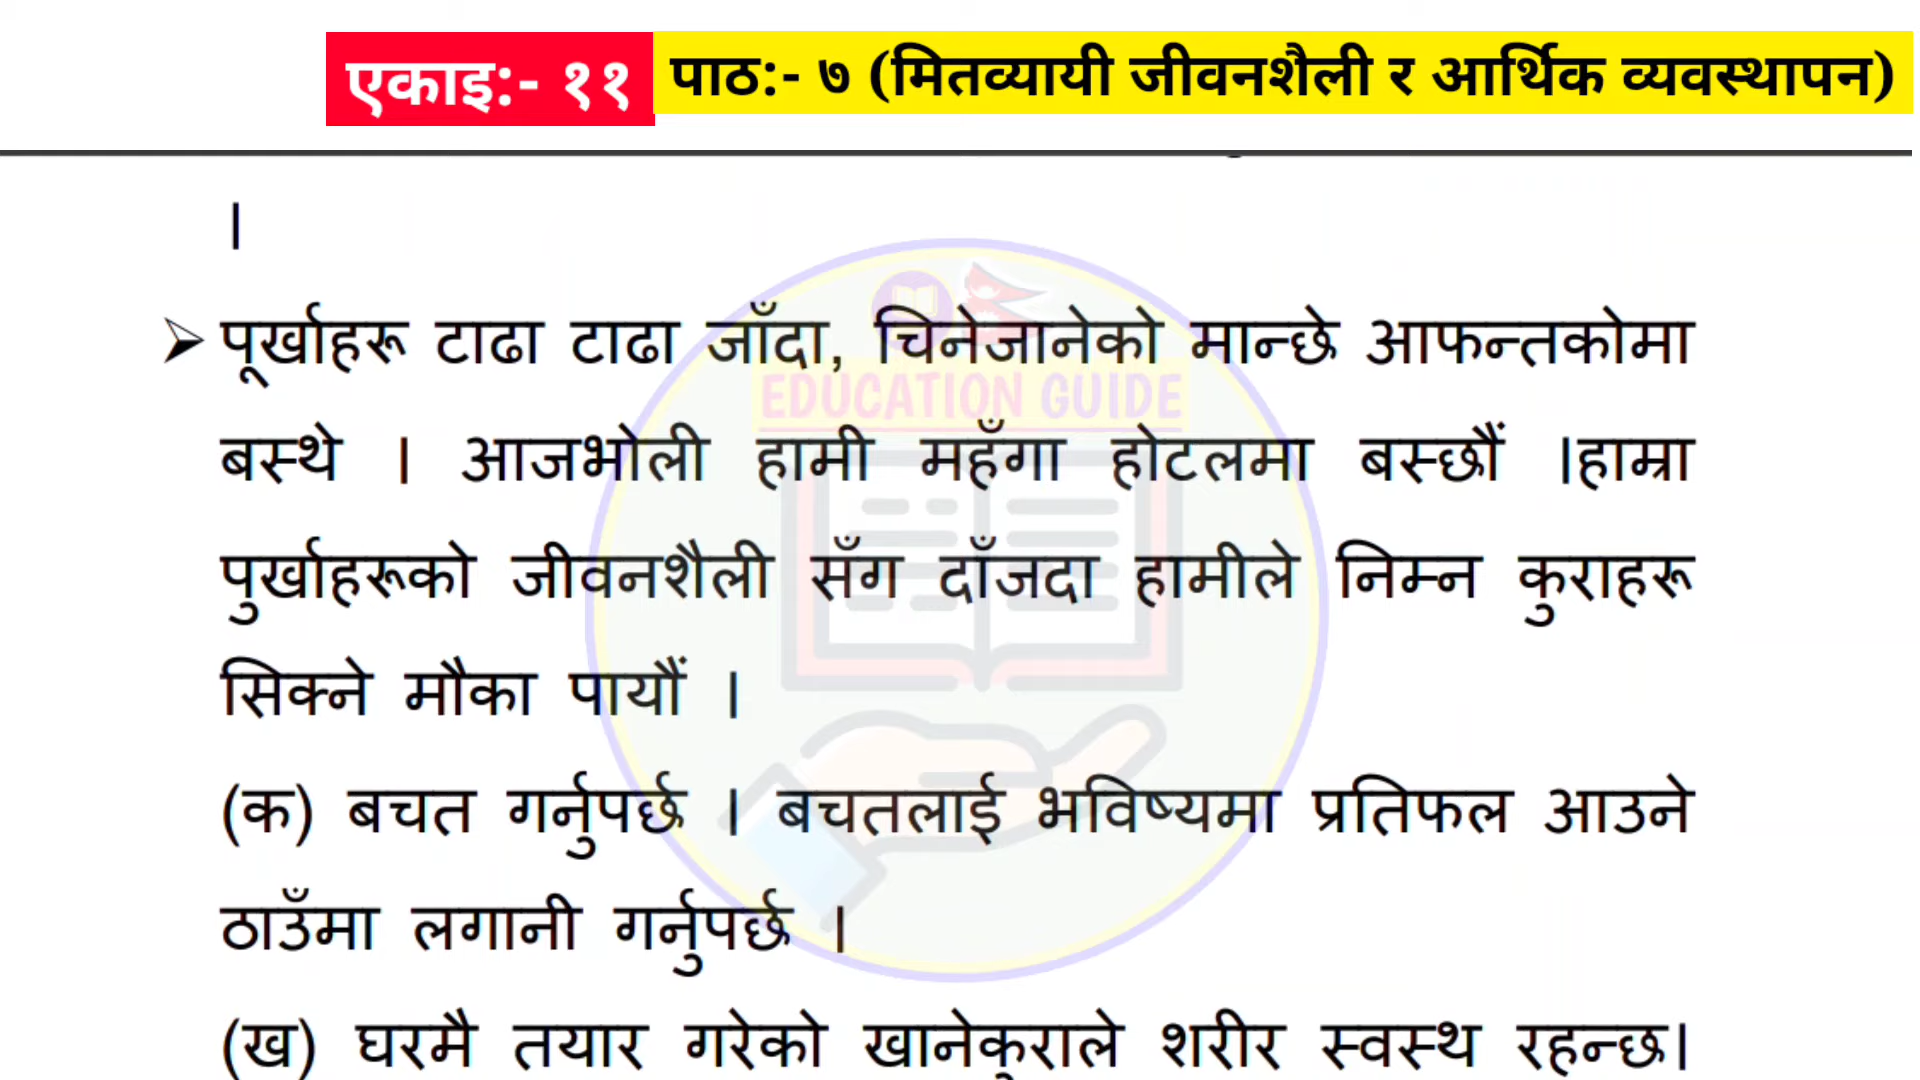 एकाइ:- ११ पाठ:- ७ (मितव्यायी जीवनशैली र आर्थिक व्यवस्थापन)
।
➢ पूर्खाहरू टाढा टाढा जाँदा, चिनेजानेको मान्छे आफन्तकोमा
EDUCATION GUIDE
बस्थे । आजभोली हामी महँगा होटलमा बस्छौं ।हाम्रा
पुर्खाहरूको जीवनशैली सँग दाँजदा हामीले निम्न कुराहरू
सिक्ने मौका पायौं ।
(क) बचत गर्नुपर्छ । बचतलाई भविष्यमा प्रतिफल आउने
ठाउँमा लगानी गर्नुपर्छ ।
(ख) घरमै तयार गरेको खानेकुराले शरीर स्वस्थ रहन्छ।